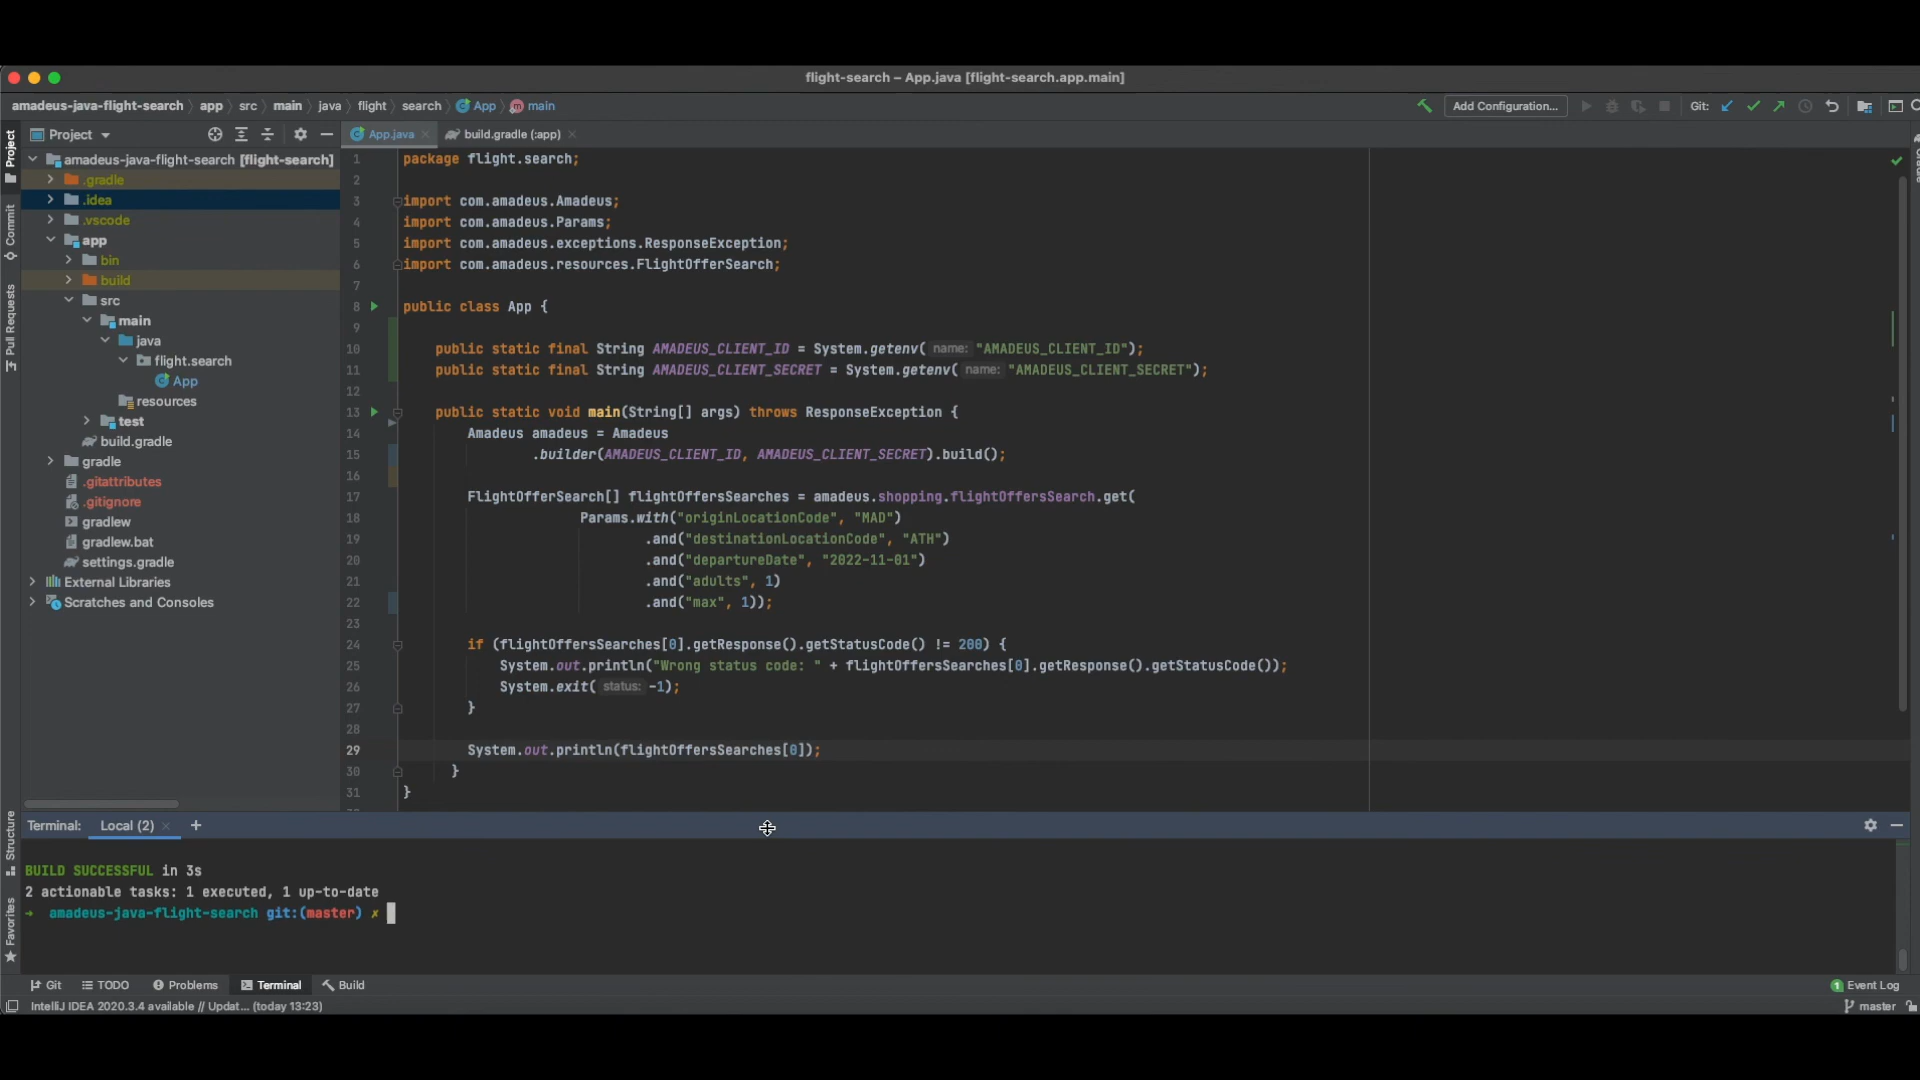 flight-search – App.java [flight-search.app.main]
amadeus-java-flight-search app src main java flight search App main
Add Configuration...
Git:
Project
App.java
build.gradle (:app)
Project
Commit
Pull Requests
Structure
Favorites
amadeus-java-flight-search [flight-search]
.gradle
.idea
.vscode
app
bin
build
src
main
java
flight.search
App
resources
test
build.gradle
gradle
.gitattributes
.gitignore
gradlew
gradlew.bat
settings.gradle
External Libraries
Scratches and Consoles
1 package flight.search;
2
3 import com.amadeus.Amadeus;
4 import com.amadeus.Params;
5 import com.amadeus.exceptions.ResponseException;
6 import com.amadeus.resources.FlightOfferSearch;
7
8 public class App {
9
10 public static final String AMADEUS_CLIENT_ID = System.getenv( name: "AMADEUS_CLIENT_ID");
11 public static final String AMADEUS_CLIENT_SECRET = System.getenv( name: "AMADEUS_CLIENT_SECRET");
12
13 public static void main(String[] args) throws ResponseException {
14 Amadeus amadeus = Amadeus
15 .builder(AMADEUS_CLIENT_ID, AMADEUS_CLIENT_SECRET).build();
16
17 FlightOfferSearch[] flightOffersSearches = amadeus.shopping.flightOffersSearch.get(
18 Params.with("originLocationCode", "MAD")
19 .and("destinationLocationCode", "ATH")
20 .and("departureDate", "2022-11-01")
21 .and("adults", 1)
22 .and("max", 1));
23
24 if (flightOffersSearches[0].getResponse().getStatusCode() != 200) {
25 System.out.println("Wrong status code: " + flightOffersSearches[0].getResponse().getStatusCode());
26 System.exit( status: -1);
27 }
28
29 System.out.println(flightOffersSearches[0]);
30 }
31 }
Terminal: Local (2) +
BUILD SUCCESSFUL in 3s
2 actionable tasks: 1 executed, 1 up-to-date
→ amadeus-java-flight-search git:(master) ✗
Git
TODO
Problems
Terminal
Build
1 Event Log
IntelliJ IDEA 2020.3.4 available // Updat... (today 13:23)
master